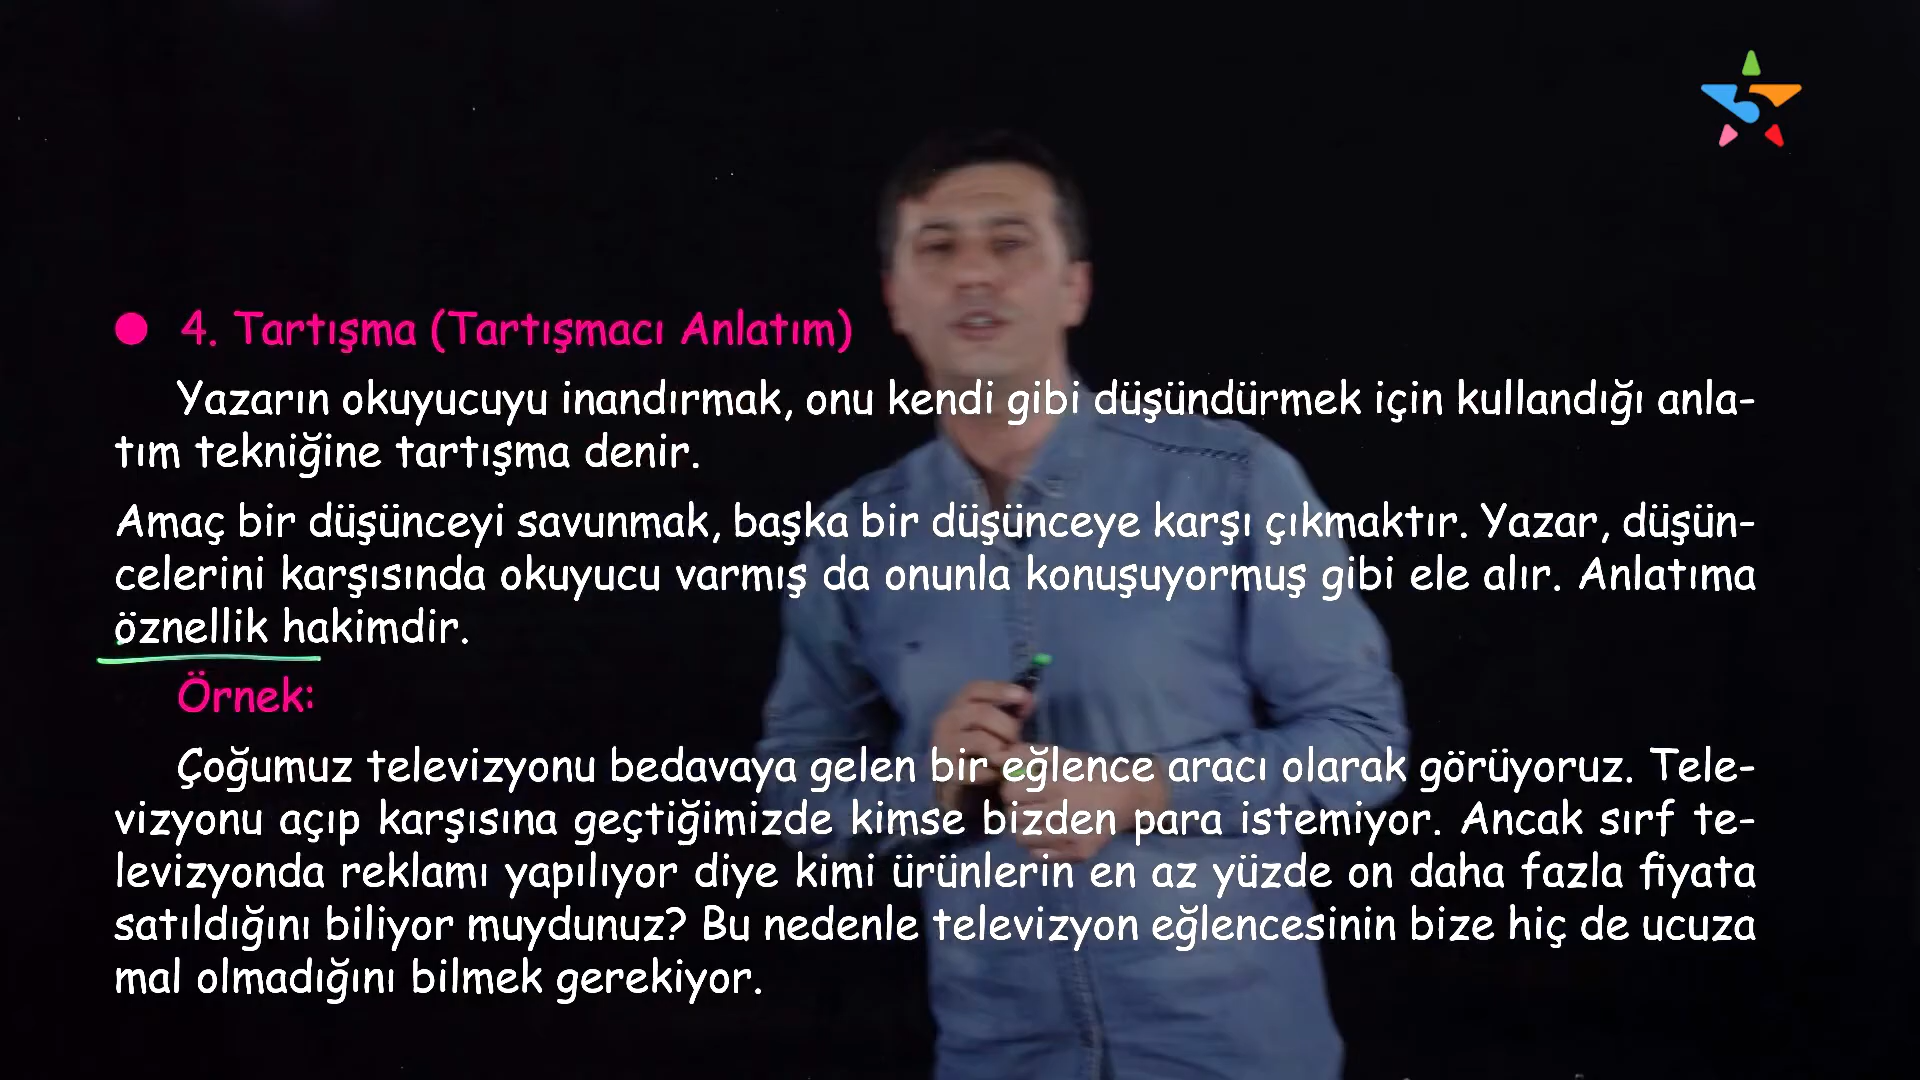 4. Tartışma (Tartışmacı Anlatım)
Yazarın okuyucuyu inandırmak, onu kendi gibi düşündürmek için kullandığı anla-
tım tekniğine tartışma denir.
Amaç bir düşünceyi savunmak, başka bir düşünceye karşı çıkmaktır. Yazar, düşün-
celerini karşısında okuyucu varmış da onunla konuşuyormuş gibi ele alır. Anlatıma
öznellik hakimdir.
Örnek:
Çoğumuz televizyonu bedavaya gelen bir eğlence aracı olarak görüyoruz. Tele-
vizyonu açıp karşısına geçtiğimizde kimse bizden para istemiyor. Ancak sırf te-
levizyonda reklamı yapılıyor diye kimi ürünlerin en az yüzde on daha fazla fiyata
satıldığını biliyor muydunuz? Bu nedenle televizyon eğlencesinin bize hiç de ucuza
mal olmadığını bilmek gerekiyor.